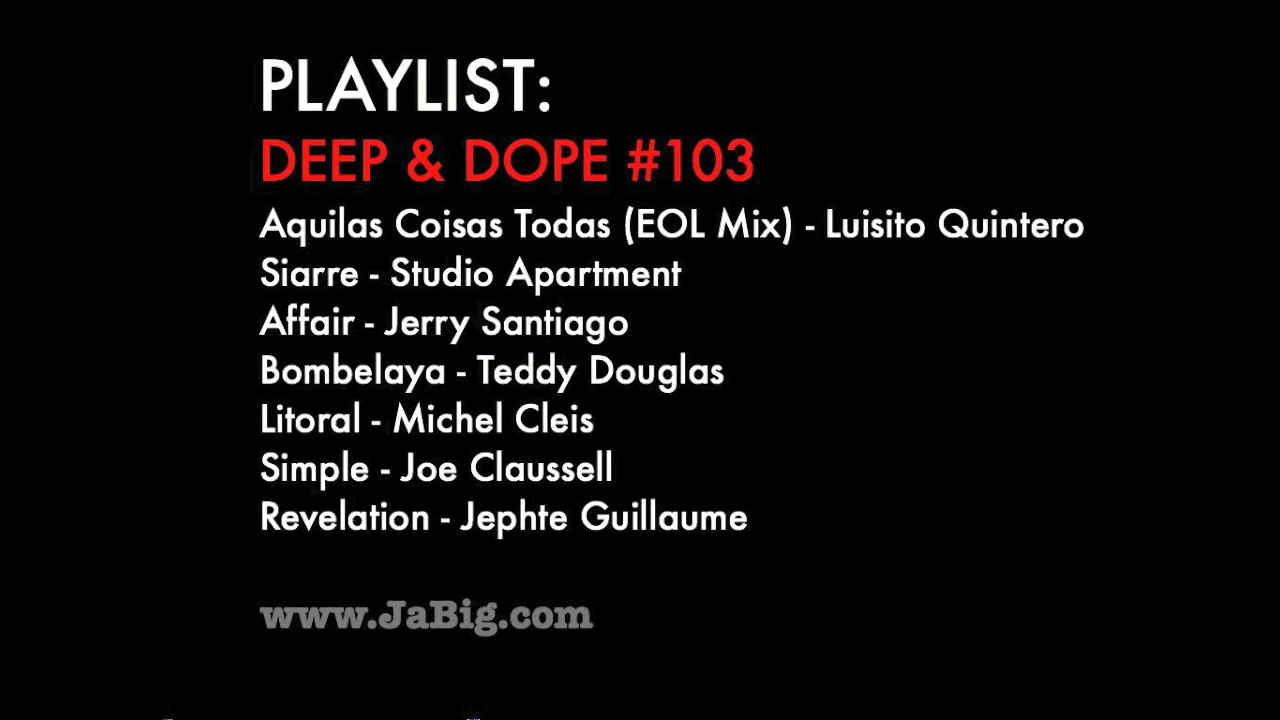 PLAYLIST:
DEEP & DOPE #103
Aquilas Coisas Todas (EOL Mix) - Luisito Quintero
Siarre - Studio Apartment
Affair - Jerry Santiago
Bombelaya - Teddy Douglas
Litoral - Michel Cleis
Simple - Joe Claussell
Revelation - Jephte Guillaume
www.JaBig.com